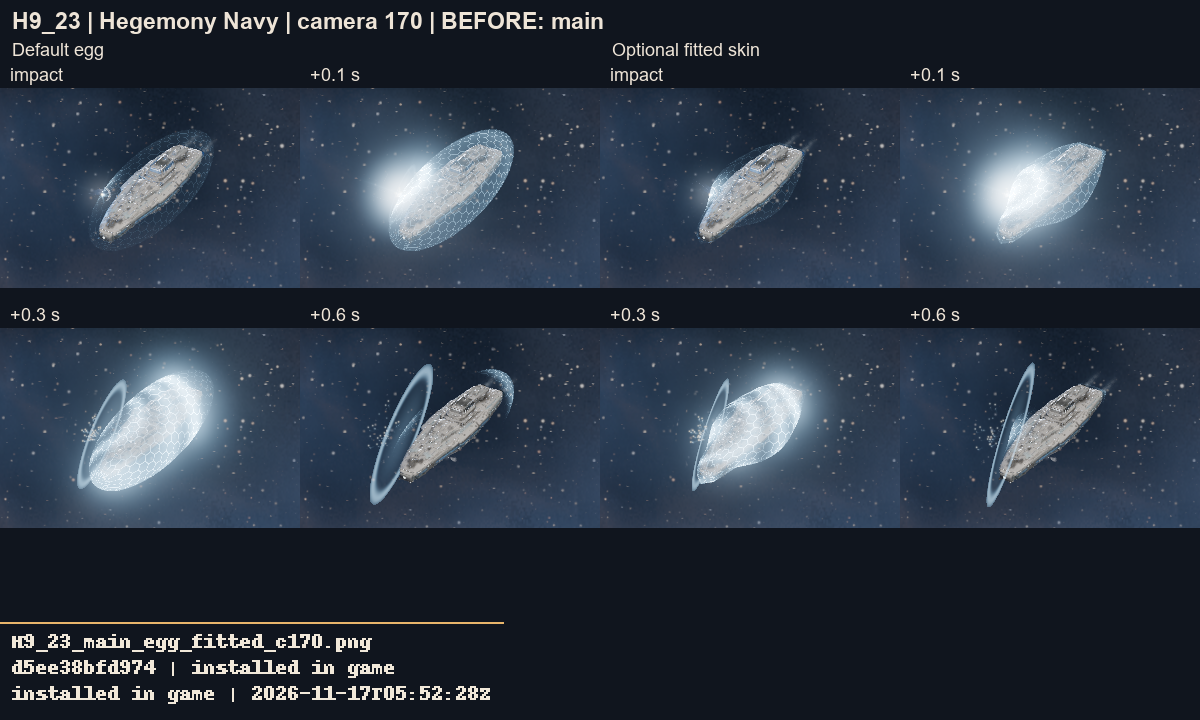 H9_23 | Hegemony Navy | camera 170 | BEFORE: main
Default egg
Optional fitted skin
impact
+0.1 s
impact
+0.1 s
+0.3 s
+0.6 s
+0.3 s
+0.6 s
H9_23_main_egg_fitted_c170.png
d5ee38bfd974 | installed in game
installed in game | 2026-11-17T05:52:28Z